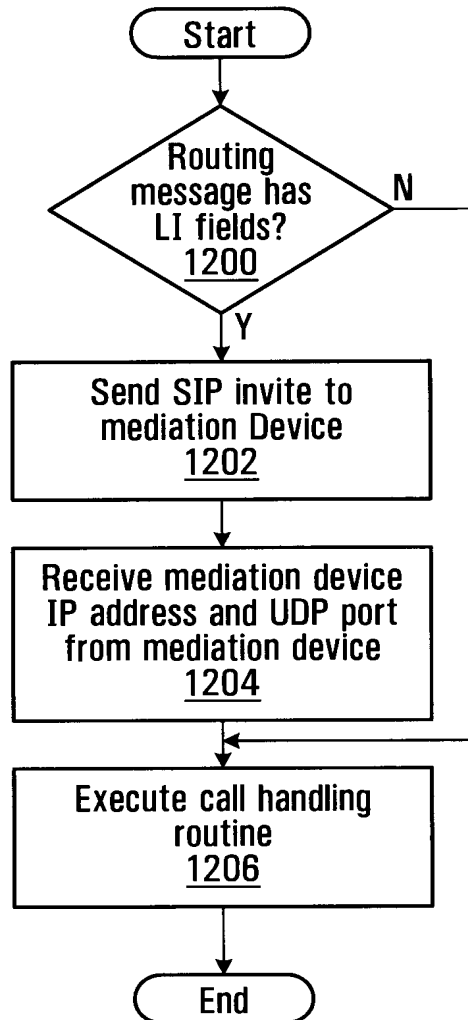 Start
Routing
message has
LI fields?
1200
N
Y
Send SIP invite to
mediation Device
1202
Receive mediation device
IP address and UDP port
from mediation device
1204
Execute call handling
routine
1206
End